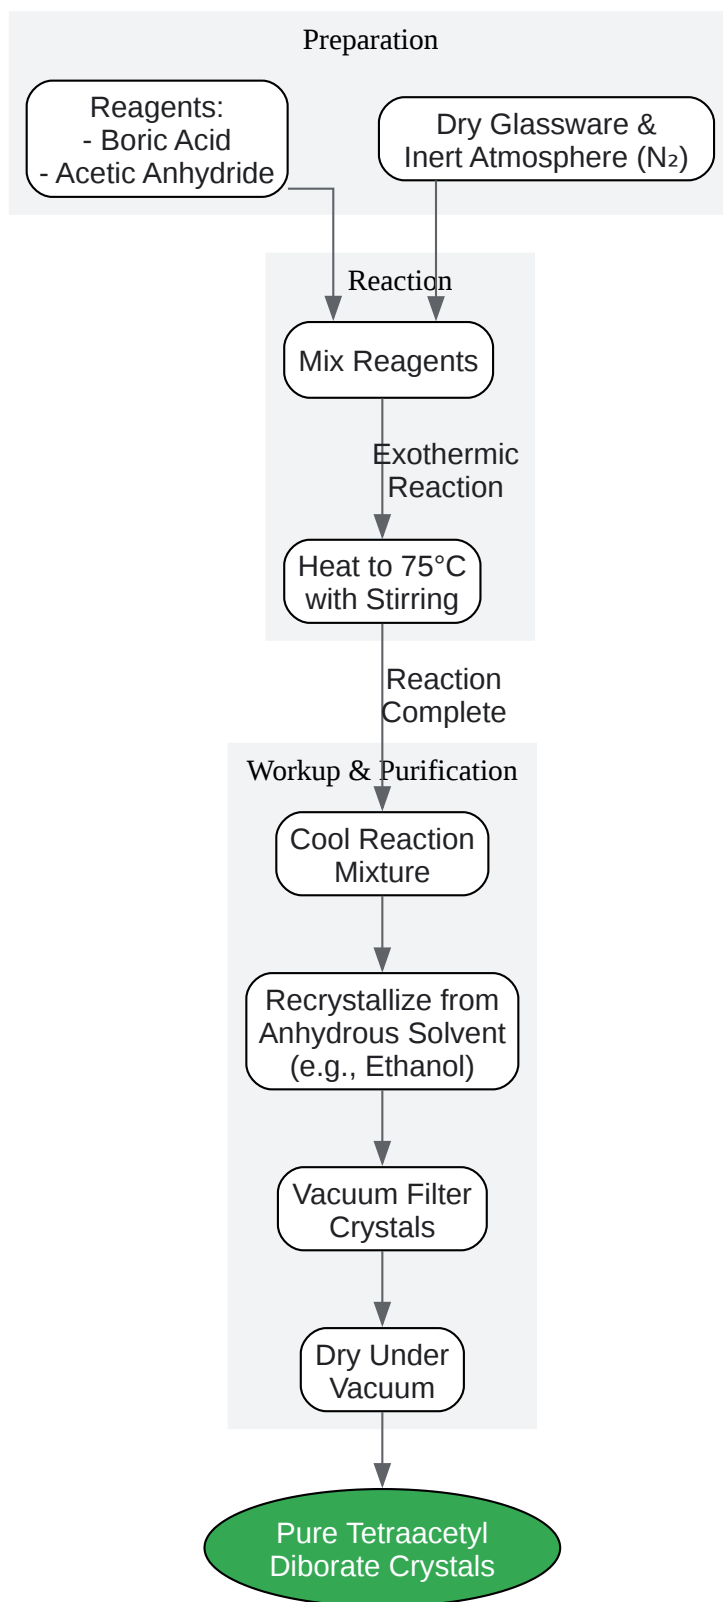 Preparation
Reagents:
- Boric Acid
- Acetic Anhydride
Dry Glassware &
Inert Atmosphere (N₂)
Reaction
Mix Reagents
Exothermic
Reaction
Heat to 75°C
with Stirring
Reaction
Complete
Workup & Purification
Cool Reaction
Mixture
Recrystallize from
Anhydrous Solvent
(e.g., Ethanol)
Vacuum Filter
Crystals
Dry Under
Vacuum
Pure Tetraacetyl
Diborate Crystals